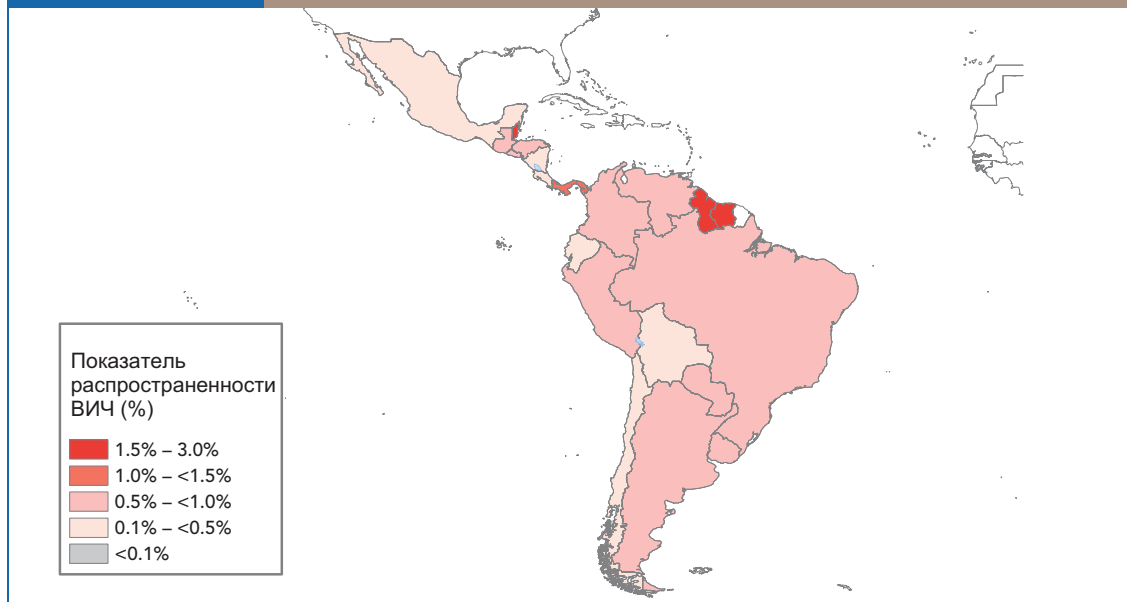 Показатель
распространенности
ВИЧ (%)
1.5% – 3.0%
1.0% – <1.5%
0.5% – <1.0%
0.1% – <0.5%
<0.1%